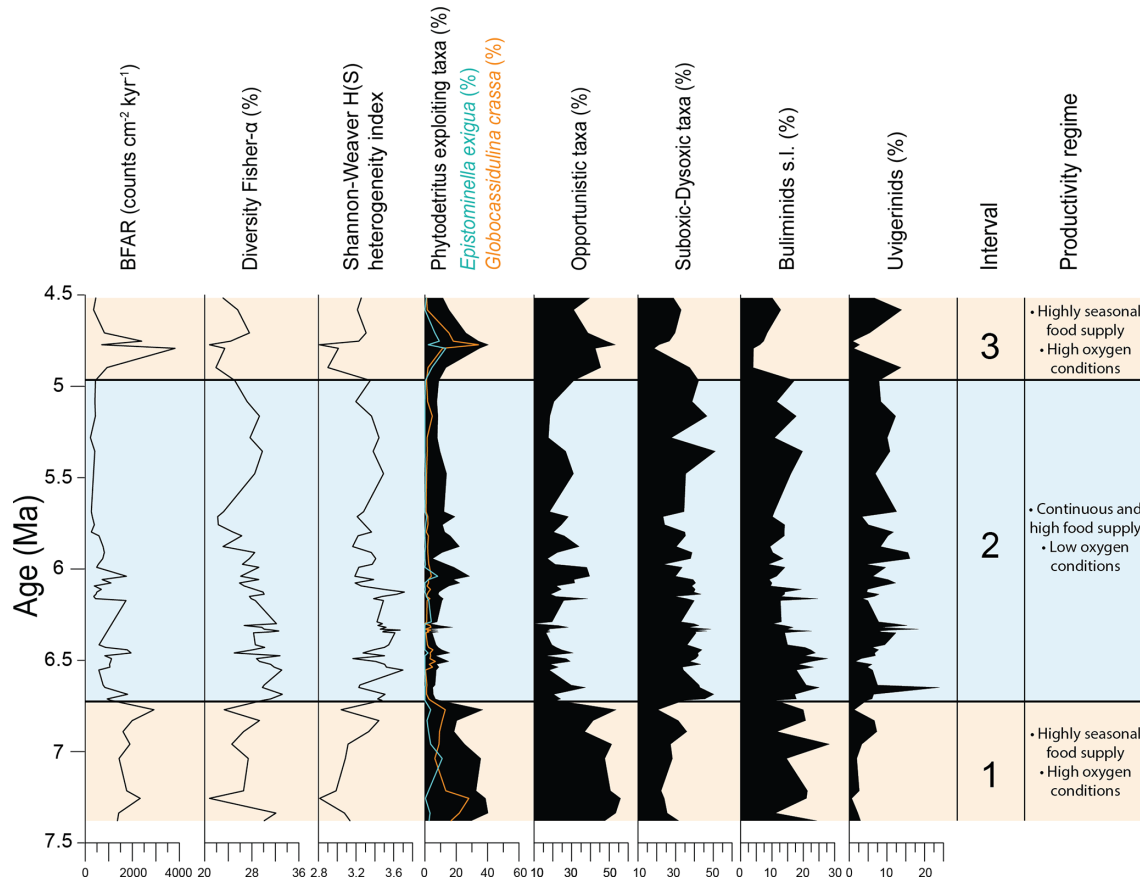 BFAR (counts cm⁻² kyr⁻¹)
Diversity Fisher-α (%)
Shannon-Weaver H(S)
heterogeneity index
Phytodetritus exploiting taxa (%)
Epistominella exigua (%)
Globocassidulina crassa (%)
Opportunistic taxa (%)
Suboxic-Dysoxic taxa (%)
Buliminids s.l. (%)
Uvigerinids (%)
Interval
Productivity regime
Age (Ma)
4.5
5
5.5
6
6.5
7
7.5
3
• Highly seasonal
food supply
• High oxygen
conditions
2
• Continuous and
high food supply
• Low oxygen
conditions
1
• Highly seasonal
food supply
• High oxygen
conditions
0 2000 4000
20 28 36
2.8 3.2 3.6
0 20 40 60
10 30 50
10 30 50
0 10 20 30
0 10 20